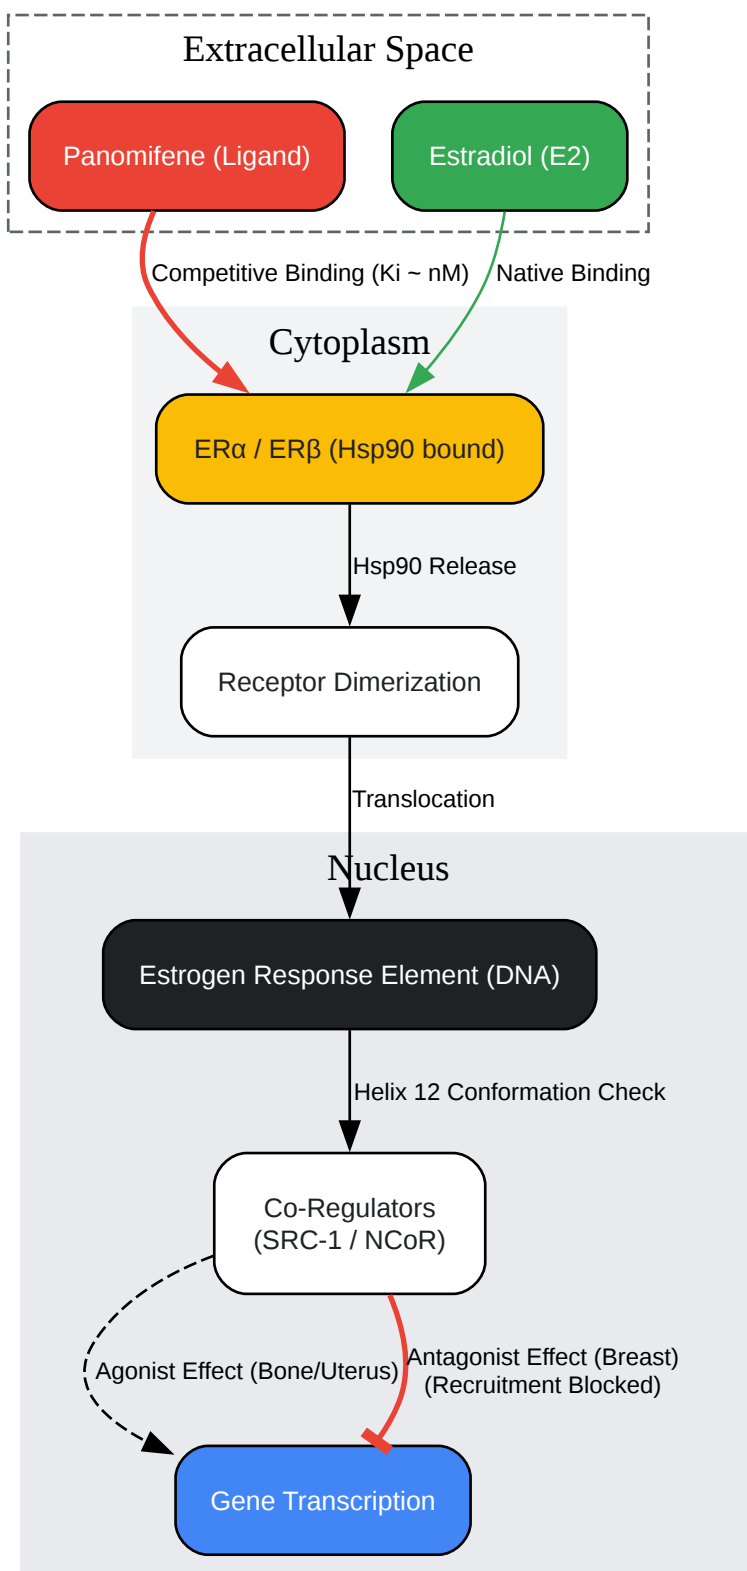 Extracellular Space
Panomifene (Ligand)
Estradiol (E2)
Competitive Binding (Ki ~ nM)
Native Binding
Cytoplasm
ERα / ERβ (Hsp90 bound)
Hsp90 Release
Receptor Dimerization
Translocation
Nucleus
Estrogen Response Element (DNA)
Helix 12 Conformation Check
Co-Regulators
(SRC-1 / NCoR)
Agonist Effect (Bone/Uterus)
Antagonist Effect (Breast)
(Recruitment Blocked)
Gene Transcription